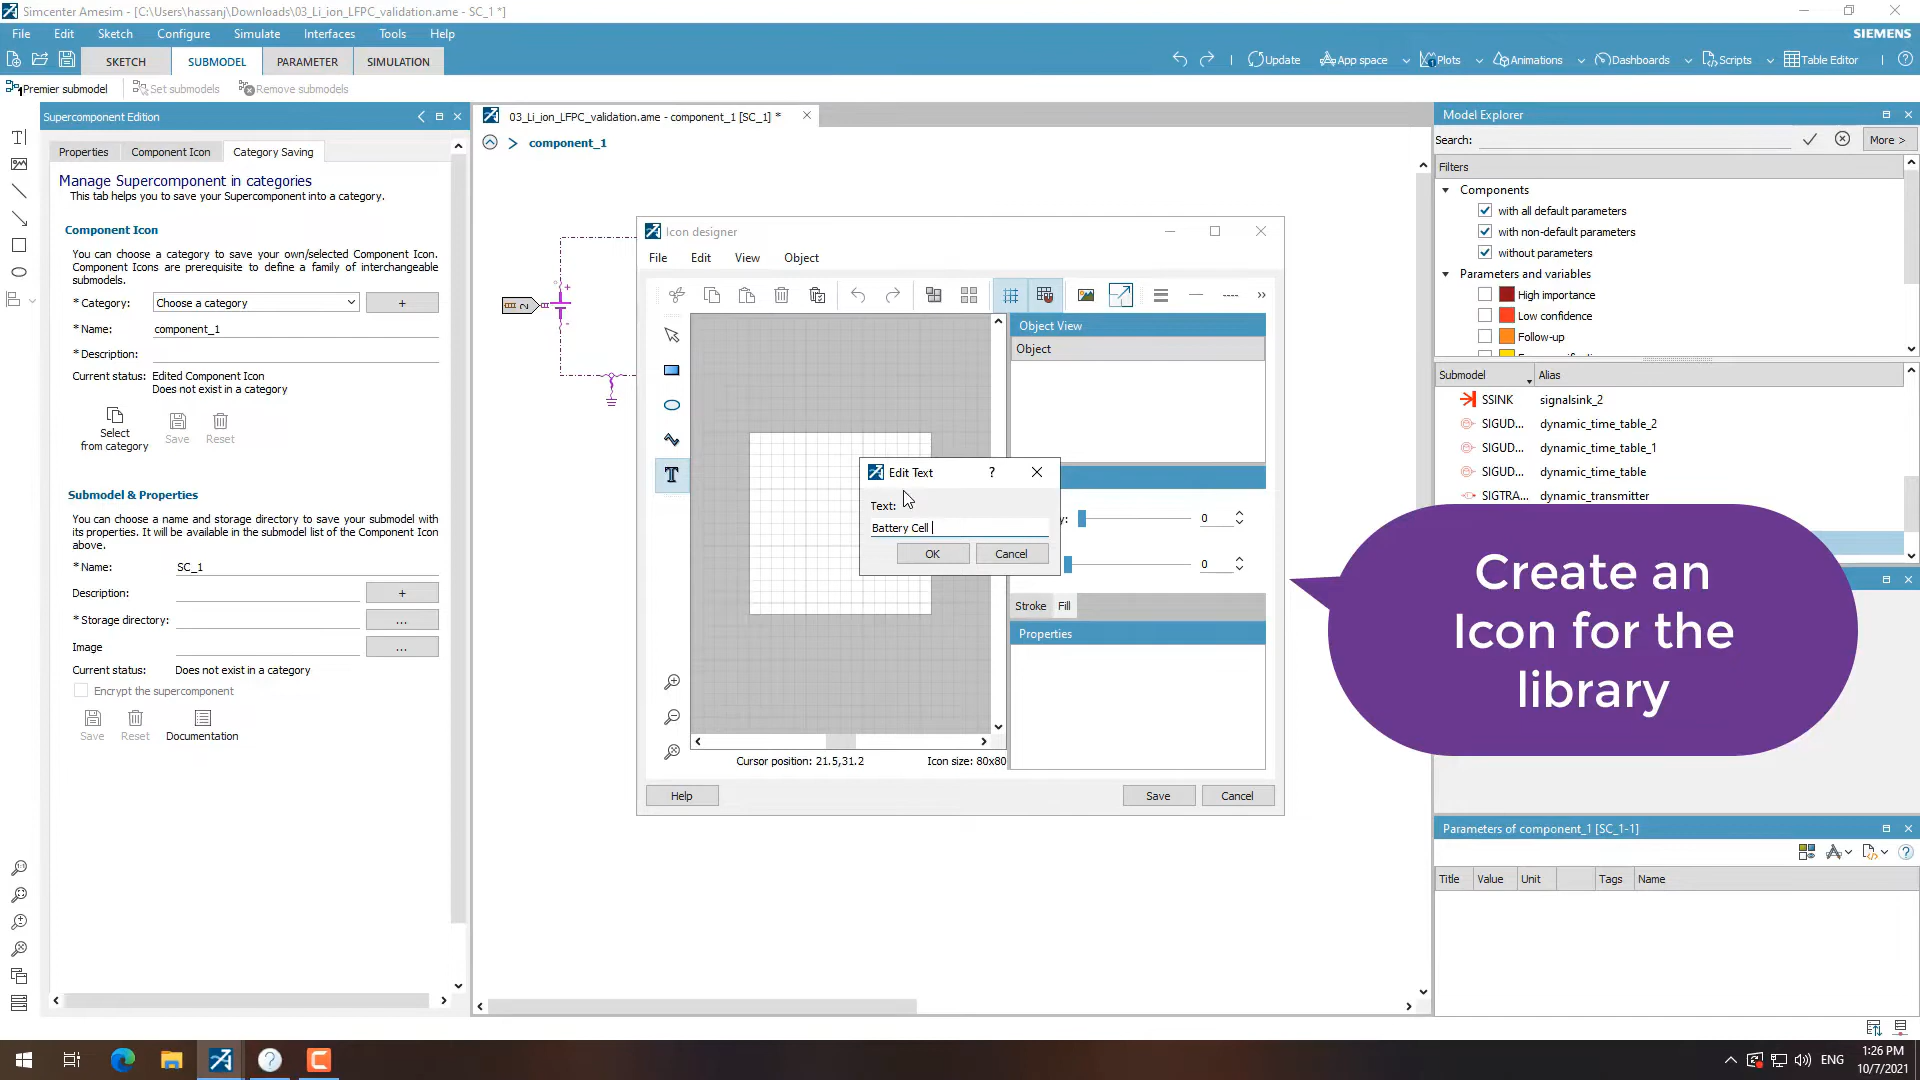 Simcenter Amesim - [C:\Users\hassanj\Downloads\03_Li_ion_LFPC_validation.ame - SC_1 *]
File Edit Sketch Configure Simulate Interfaces Tools Help
SIEMENS
SKETCH SUBMODEL PARAMETER SIMULATION
Update App space Plots Animations Dashboards Scripts Table Editor
Premier submodel Set submodels Remove submodels
Supercomponent Edition
Properties Component Icon Category Saving
Manage Supercomponent in categories
This tab helps you to save your Supercomponent into a category.
Component Icon
You can choose a category to save your own/selected Component Icon.
Component Icons are prerequisite to define a family of interchangeable
submodels.
* Category: Choose a category +
* Name: component_1
* Description:
Current status: Edited Component Icon
Does not exist in a category
Select
from category
Save
Reset
Submodel & Properties
You can choose a name and storage directory to save your submodel with
its properties. It will be available in the submodel list of the Component Icon
above.
* Name: SC_1
Description: +
* Storage directory: ...
Image ...
Current status: Does not exist in a category
Encrypt the supercomponent
Save Reset Documentation
03_Li_ion_LFPC_validation.ame - component_1 [SC_1] *
> component_1
2
Icon designer
File Edit View Object
Object View
Object
Edit Text ?
Text:
Battery Cell
OK Cancel
y: 0
0
Stroke Fill
Properties
Cursor position: 21.5,31.2 Icon size: 80x80
Help Save Cancel
Model Explorer
Search: More >
Filters
Components
with all default parameters
with non-default parameters
without parameters
Parameters and variables
High importance
Low confidence
Follow-up
Submodel Alias
SSINK signalsink_2
SIGUD... dynamic_time_table_2
SIGUD... dynamic_time_table_1
SIGUD... dynamic_time_table
SIGTRA... dynamic_transmitter
Create an
Icon for the
library
Parameters of component_1 [SC_1-1]
Title Value Unit Tags Name
ENG
1:26 PM
10/7/2021